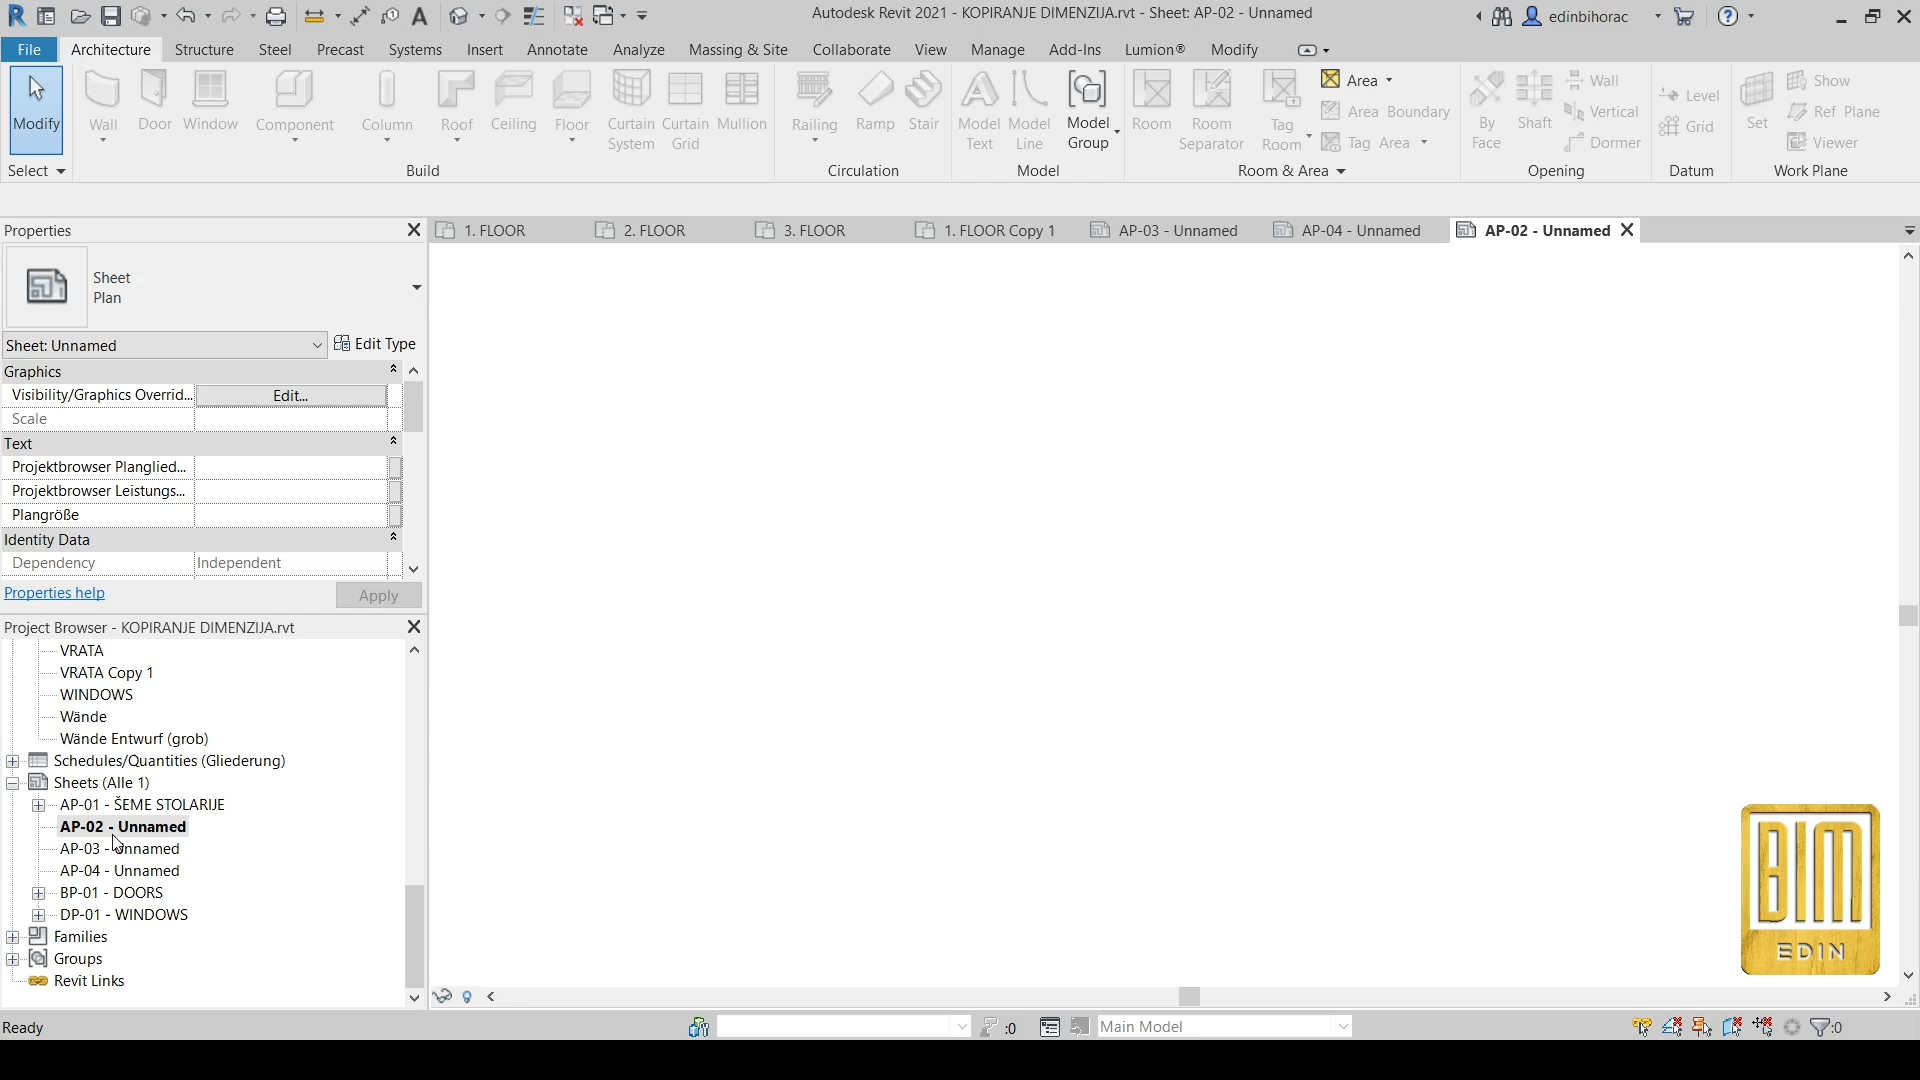 Autodesk Revit 2021 - KOPIRANJE DIMENZIJA.rvt - Sheet: AP-02 - Unnamed
edinbihorac
File Architecture Structure Steel Precast Systems Insert Annotate Analyze Massing & Site Collaborate View Manage Add-Ins Lumion® Modify
Modify
Wall
Door
Window
Component
Column
Roof
Ceiling
Floor
Curtain System
Curtain Grid
Mullion
Railing
Ramp
Stair
Model Text
Model Line
Model Group
Room
Room Separator
Tag Room
Area
Area Boundary
Tag Area
By Face
Shaft
Wall
Vertical
Dormer
Level
Grid
Set
Show
Ref Plane
Viewer
Select Build Circulation Model Room & Area Opening Datum Work Plane
Properties
1. FLOOR 2. FLOOR 3. FLOOR 1. FLOOR Copy 1 AP-03 - Unnamed AP-04 - Unnamed AP-02 - Unnamed
Sheet
Plan
Sheet: Unnamed Edit Type
Graphics
Visibility/Graphics Overrid... Edit...
Scale
Text
Projektbrowser Planglied...
Projektbrowser Leistungs...
Plangröße
Identity Data
Dependency Independent
Properties help Apply
Project Browser - KOPIRANJE DIMENZIJA.rvt
VRATA
VRATA Copy 1
WINDOWS
Wände
Wände Entwurf (grob)
Schedules/Quantities (Gliederung)
Sheets (Alle 1)
AP-01 - ŠEME STOLARIJE
AP-02 - Unnamed
AP-03 - Unnamed
AP-04 - Unnamed
BP-01 - DOORS
DP-01 - WINDOWS
Families
Groups
Revit Links
BIM
EDIN
Ready :0 Main Model :0